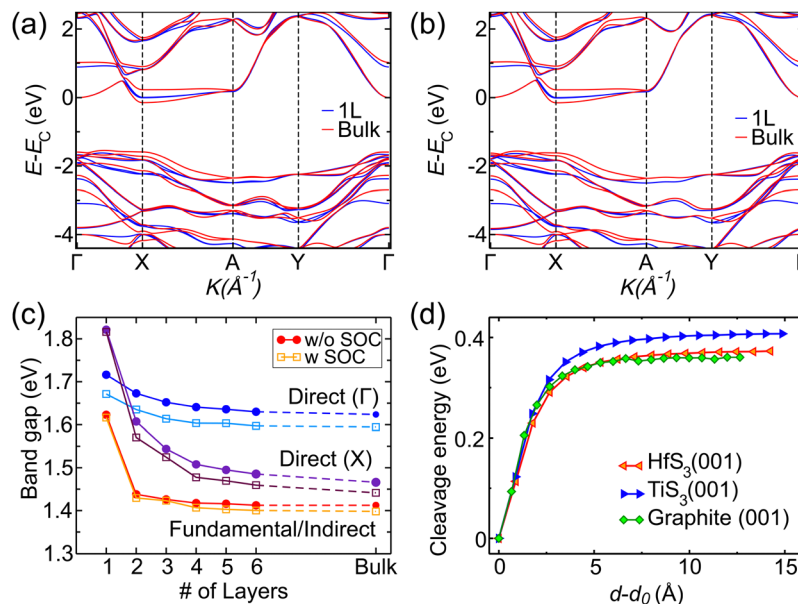 (a)
2
0
-2
-4
E-E_C (eV)
1L
Bulk
Γ X A Y Γ
K(Å⁻¹)
(b)
2
0
-2
-4
E-E_C (eV)
1L
Bulk
Γ X A Y
K(Å⁻¹)
(c)
1.8
1.7
1.6
1.5
1.4
1.3
Band gap (eV)
w/o SOC
w SOC
Direct (Γ)
Direct (X)
Fundamental/Indirect
1 2 3 4 5 6 Bulk
# of Layers
(d)
0.4
0.2
0.0
Cleavage energy (eV)
HfS₃(001)
TiS₃(001)
Graphite (001)
0 5 10 15
d-d₀ (Å)